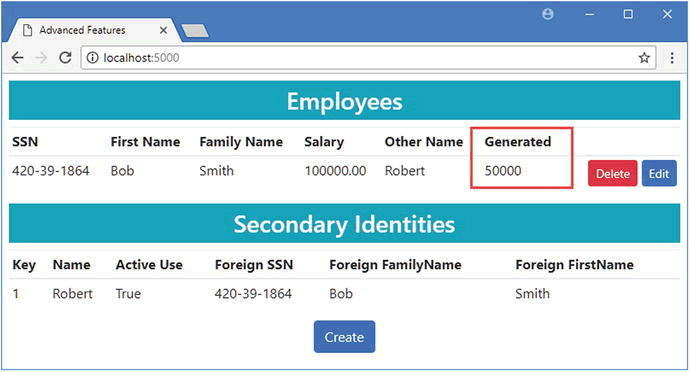 Advanced Features
localhost:5000
Employees
SSN First Name Family Name Salary Other Name Generated
420-39-1864 Bob Smith 100000.00 Robert 50000 Delete Edit
Secondary Identities
Key Name Active Use Foreign SSN Foreign FamilyName Foreign FirstName
1 Robert True 420-39-1864 Bob Smith
Create